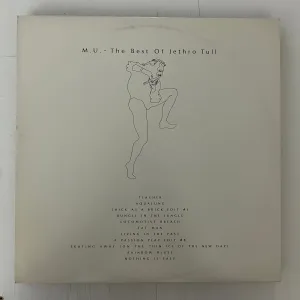 M.U. - The Best Of Jethro Tull
TEACHER
AQUALUNG
THICK AS A BRICK EDIT #1
BUNGLE IN THE JUNGLE
LOCOMOTIVE BREATH
FAT MAN
LIVING IN THE PAST
A PASSION PLAY EDIT #8
SKATING AWAY (ON THE THIN ICE OF THE NEW DAY)
RAINBOW BLUES
NOTHING IS EASY